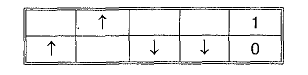 ↑ 1
↑ ↓ ↓ 0